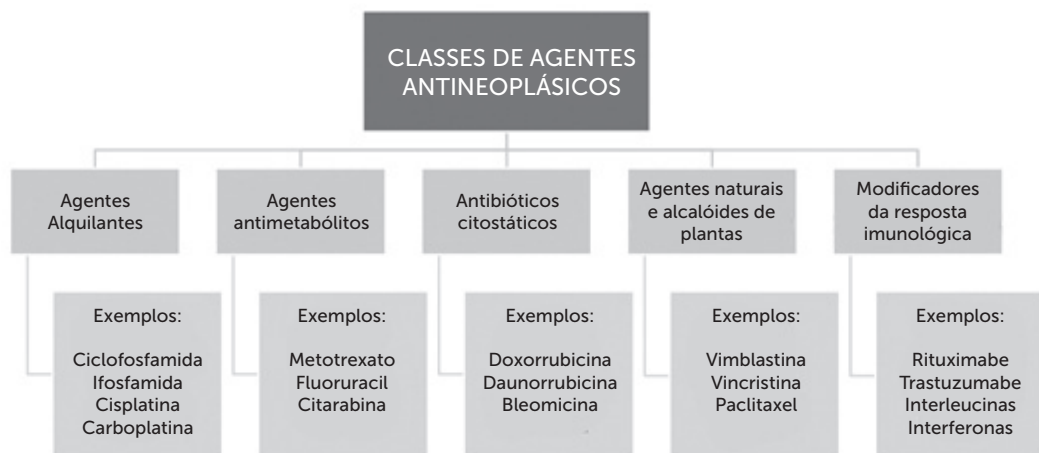 CLASSES DE AGENTES
ANTINEOPLÁSICOS
Agentes
Alquilantes
Agentes
antimetabólitos
Antibióticos
citostáticos
Agentes naturais
e alcalóides de
plantas
Modificadores
da resposta
imunológica
Exemplos:
Ciclofosfamida
Ifosfamida
Cisplatina
Carboplatina
Exemplos:
Metotrexato
Fluoruracil
Citarabina
Exemplos:
Doxorrubicina
Daunorrubicina
Bleomicina
Exemplos:
Vimblastina
Vincristina
Paclitaxel
Exemplos:
Rituximabe
Trastuzumabe
Interleucinas
Interferonas